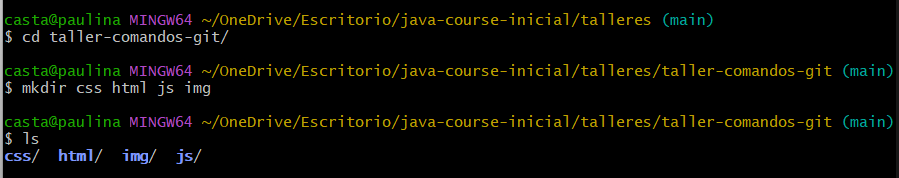 casta@paulina MINGW64 ~/OneDrive/Escritorio/java-course-inicial/talleres (main)
$ cd taller-comandos-git/
casta@paulina MINGW64 ~/OneDrive/Escritorio/java-course-inicial/talleres/taller-comandos-git (main)
$ mkdir css html js img
casta@paulina MINGW64 ~/OneDrive/Escritorio/java-course-inicial/talleres/taller-comandos-git (main)
$ ls
css/  html/  img/  js/